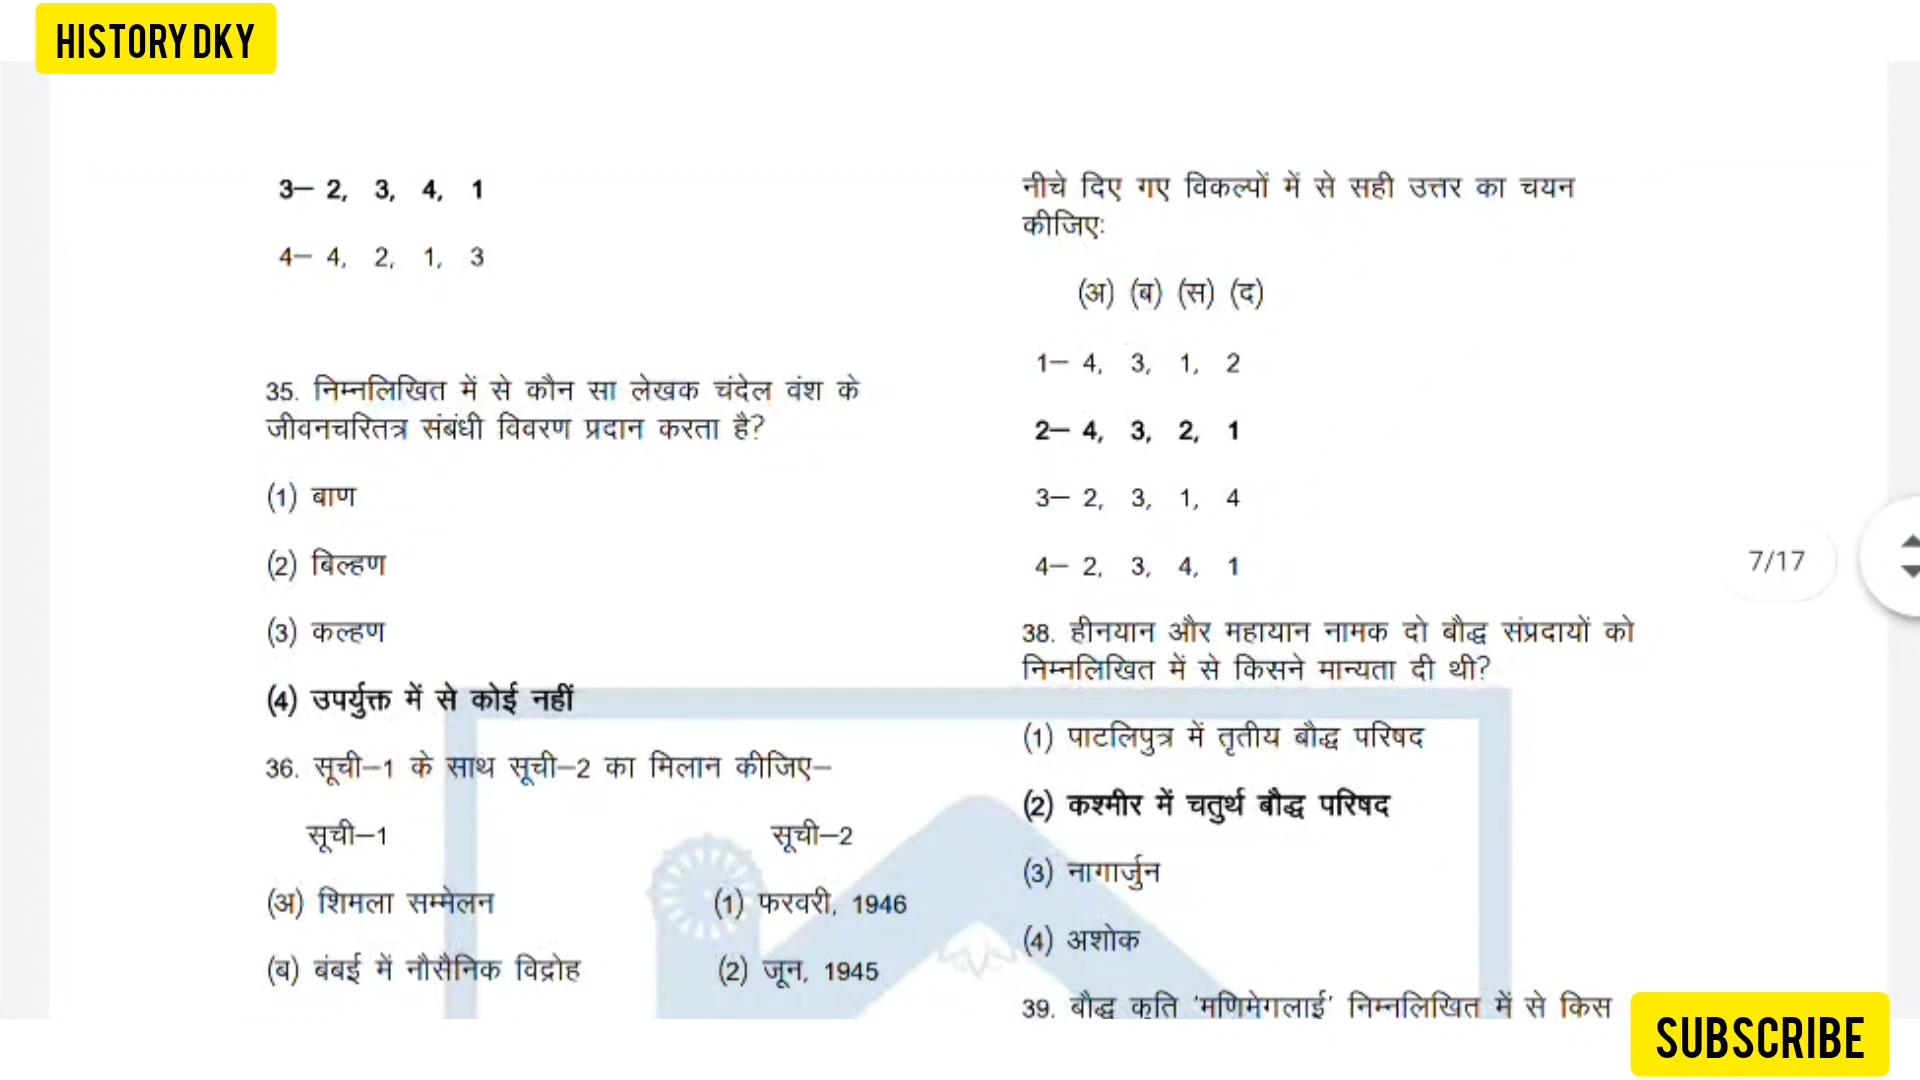 HISTORY DKY
3– 2, 3, 4, 1
4– 4, 2, 1, 3
35. निम्नलिखित में से कौन सा लेखक चंदेल वंश के
जीवनचरितत्र संबंधी विवरण प्रदान करता है?
(1) बाण
(2) बिल्हण
(3) कल्हण
(4) उपर्युक्त में से कोई नहीं
36. सूची–1 के साथ सूची–2 का मिलान कीजिए–
सूची–1 सूची–2
(अ) शिमला सम्मेलन (1) फरवरी, 1946
(ब) बंबई में नौसैनिक विद्रोह (2) जून, 1945
नीचे दिए गए विकल्पों में से सही उत्तर का चयन
कीजिए:
(अ) (ब) (स) (द)
1– 4, 3, 1, 2
2– 4, 3, 2, 1
3– 2, 3, 1, 4
4– 2, 3, 4, 1
38. हीनयान और महायान नामक दो बौद्ध संप्रदायों को
निम्नलिखित में से किसने मान्यता दी थी?
(1) पाटलिपुत्र में तृतीय बौद्ध परिषद
(2) कश्मीर में चतुर्थ बौद्ध परिषद
(3) नागार्जुन
(4) अशोक
39. बौद्ध कृति 'मणिमेगलाई' निम्नलिखित में से किस
7/17
SUBSCRIBE